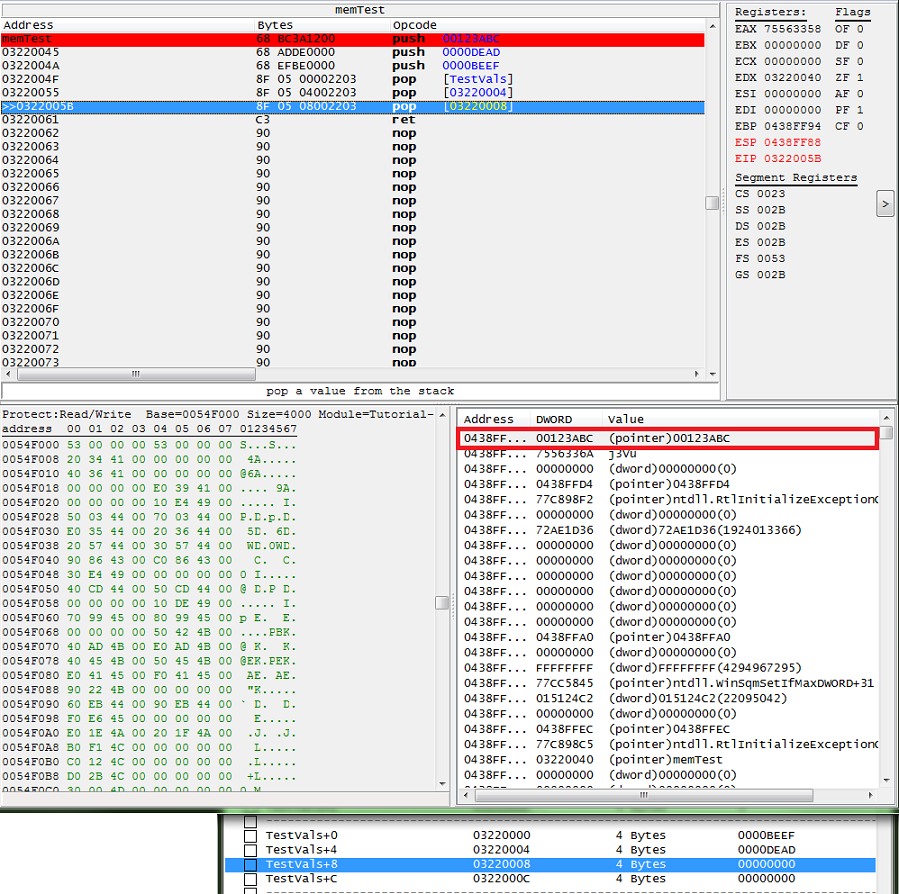 memTest
Address Bytes Opcode
memTest 68 BC3A1200 push 00123ABC
03220045 68 ADDE0000 push 0000DEAD
0322004A 68 EFBE0000 push 0000BEEF
0322004F 8F 05 00002203 pop [TestVals]
03220055 8F 05 04002203 pop [03220004]
>>0322005B 8F 05 08002203 pop [03220008]
03220061 C3 ret
03220062 90 nop
03220063 90 nop
03220064 90 nop
03220065 90 nop
03220066 90 nop
03220067 90 nop
03220068 90 nop
03220069 90 nop
0322006A 90 nop
0322006B 90 nop
0322006C 90 nop
0322006D 90 nop
0322006E 90 nop
0322006F 90 nop
03220070 90 nop
03220071 90 nop
03220072 90 nop
03220073 90 nop
pop a value from the stack
Registers: Flags
EAX 75563358 OF 0
EBX 00000000 DF 0
ECX 00000000 SF 0
EDX 03220040 ZF 1
ESI 00000000 AF 0
EDI 00000000 PF 1
EBP 0438FF94 CF 0
ESP 0438FF88
EIP 0322005B
Segment Registers
CS 0023
SS 002B
DS 002B
ES 002B
FS 0053
GS 002B
>
Protect:Read/Write Base=0054F000 Size=4000 Module=Tutorial-
address 00 01 02 03 04 05 06 07 01234567
0054F000 53 00 00 00 53 00 00 00 S...S...
0054F008 20 34 41 00 00 00 00 00 4A.....
0054F010 40 36 41 00 00 00 00 00 @6A.....
0054F018 00 00 00 00 E0 39 41 00 .... 9A.
0054F020 00 00 00 00 10 E4 49 00 ..... I.
0054F028 50 03 44 00 70 03 44 00 P.D.p.D.
0054F030 E0 35 44 00 20 36 44 00 5D. 6D.
0054F038 20 57 44 00 30 57 44 00 WD.0WD.
0054F040 90 86 43 00 C0 86 43 00 C. C.
0054F048 30 E4 49 00 00 00 00 00 0 I.....
0054F050 40 CD 44 00 50 CD 44 00 @ D.P D.
0054F058 00 00 00 00 10 DE 49 00 ..... I.
0054F060 70 99 45 00 80 99 45 00 p E. E.
0054F068 00 00 00 00 50 42 4B 00 ....PBK.
0054F070 40 AD 4B 00 E0 AD 4B 00 @ K. K.
0054F078 40 45 4B 00 50 45 4B 00 @EK.PEK.
0054F080 E0 41 45 00 F0 41 45 00 AE. AE.
0054F088 90 22 4B 00 00 00 00 00 "K.....
0054F090 60 EB 44 00 90 EB 44 00 ` D. D.
0054F098 F0 E6 45 00 00 00 00 00 E.....
0054F0A0 E0 1E 4A 00 20 1F 4A 00 .J. .J.
0054F0A8 B0 F1 4C 00 00 00 00 00 L.....
0054F0B0 C0 12 4C 00 00 00 00 00 .L.....
0054F0B8 D0 2B 4C 00 00 00 00 00 +L.....
0054F0C0 30 00 4D 00 00 00 00 00 0.M.....
Address DWORD Value
0438FF... 00123ABC (pointer)00123ABC
0438FF... 7556336A j3Vu
0438FF... 00000000 (dword)00000000(0)
0438FF... 0438FFD4 (pointer)0438FFD4
0438FF... 77C898F2 (pointer)ntdll.RtlInitializeExceptionC
0438FF... 00000000 (dword)00000000(0)
0438FF... 72AE1D36 (dword)72AE1D36(1924013366)
0438FF... 00000000 (dword)00000000(0)
0438FF... 00000000 (dword)00000000(0)
0438FF... 00000000 (dword)00000000(0)
0438FF... 00000000 (dword)00000000(0)
0438FF... 00000000 (dword)00000000(0)
0438FF... 00000000 (dword)00000000(0)
0438FF... 0438FFA0 (pointer)0438FFA0
0438FF... 00000000 (dword)00000000(0)
0438FF... FFFFFFFF (dword)FFFFFFFF(4294967295)
0438FF... 77CC5845 (pointer)ntdll.WinSqmSetIfMaxDWORD+31
0438FF... 015124C2 (dword)015124C2(22095042)
0438FF... 00000000 (dword)00000000(0)
0438FF... 0438FFEC (pointer)0438FFEC
0438FF... 77C898C5 (pointer)ntdll.RtlInitializeExceptionC
0438FF... 03220040 (pointer)memTest
0438FF... 00000000 (dword)00000000(0)
0438FF... 00000000 (dword)00000000(0)
TestVals+0 03220000 4 Bytes 0000BEEF
TestVals+4 03220004 4 Bytes 0000DEAD
TestVals+8 03220008 4 Bytes 00000000
TestVals+C 0322000C 4 Bytes 00000000